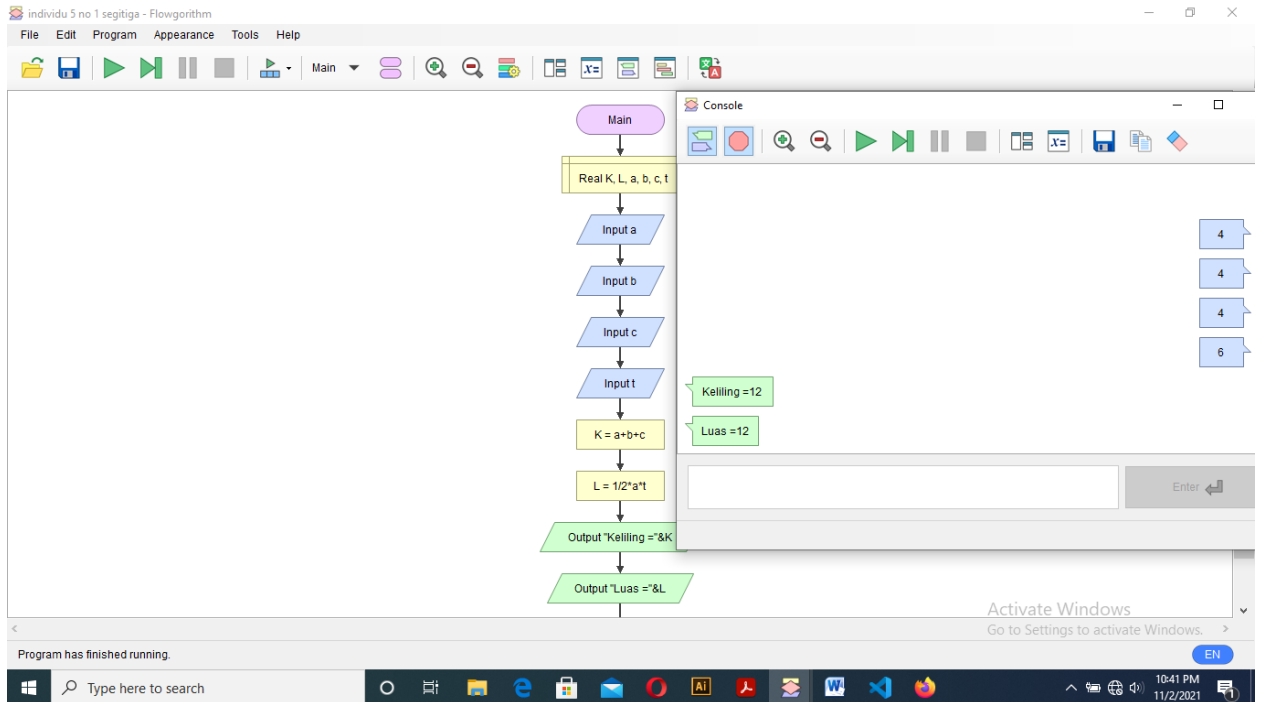 individu 5 no 1 segitiga - Flowgorithm
File Edit Program Appearance Tools Help
Main
x=
文 A
Main
Real K, L, a, b, c, t
Input a
Input b
Input c
Input t
K = a+b+c
L = 1/2*a*t
Output "Keliling ="&K
Output "Luas ="&L
Console
x=
4
4
4
6
Keliling =12
Luas =12
Enter
Activate Windows
Go to Settings to activate Windows.
Program has finished running.
EN
Type here to search
Ai
W
10:41 PM
11/2/2021
1